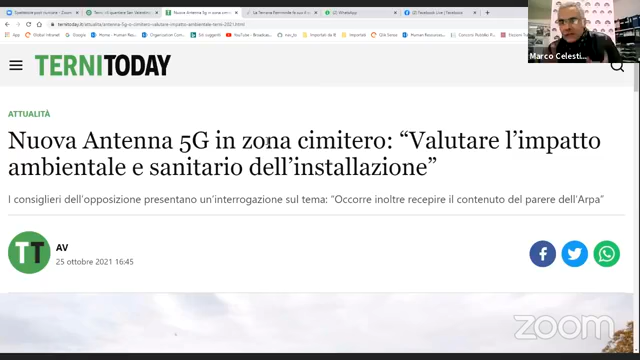 ternitoday.it/attualita/antenna-5g-o-cimitero-valutare-impatto-ambientale-terni-2021.html
Marco Celesti...
TERNITODAY
ATTUALITÀ
Nuova Antenna 5G in zona cimitero: “Valutare l’impatto
ambientale e sanitario dell’installazione”
I consiglieri dell’opposizione presentano un’interrogazione sul tema: “Occorre inoltre recepire il contenuto del parere dell’Arpa”
TT
AV
25 ottobre 2021 16:45
zoom